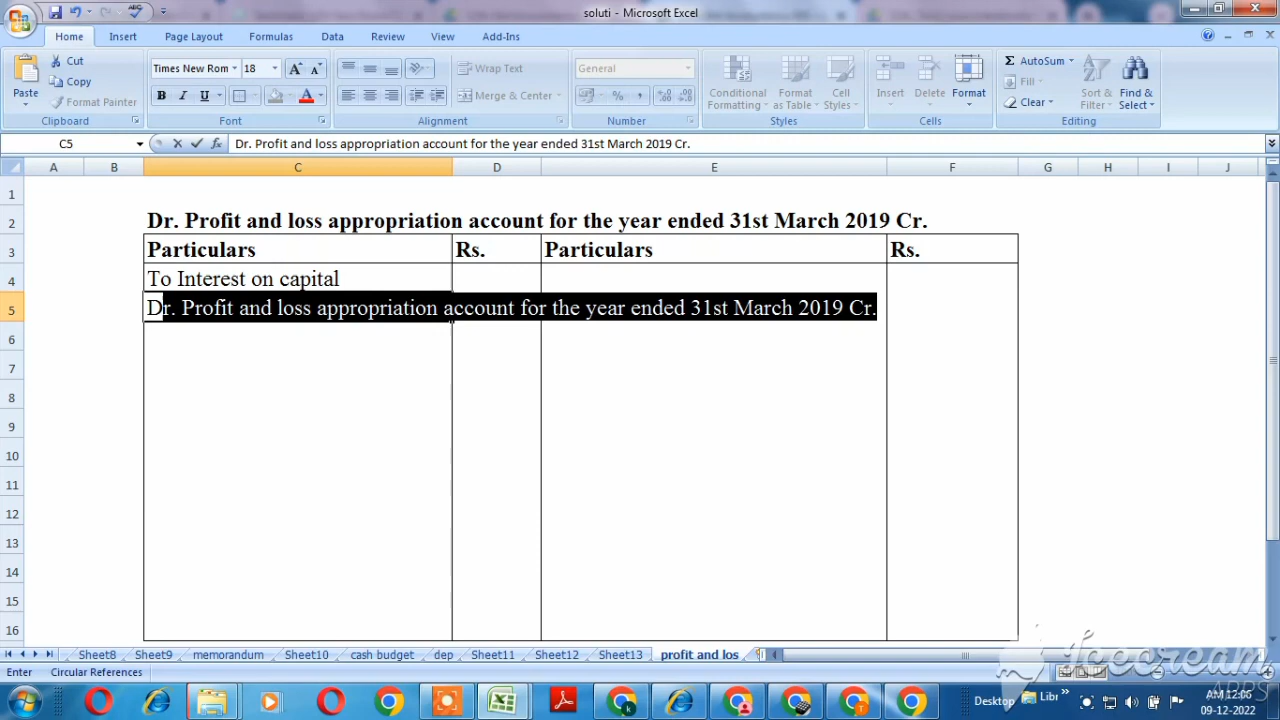 soluti - Microsoft Excel
Home Insert Page Layout Formulas Data Review View Add-Ins
Paste Cut Copy Format Painter Clipboard
Times New Rom 18 B I U A Font
Wrap Text Merge & Center Alignment
General % , Number
Conditional Formatting Format as Table Cell Styles Styles
Insert Delete Format Cells
Σ AutoSum Fill Clear Sort & Filter Find & Select Editing
C5 fx Dr. Profit and loss appropriation account for the year ended 31st March 2019 Cr.
A B C D E F G H I J
1
2 Dr. Profit and loss appropriation account for the year ended 31st March 2019 Cr.
3 Particulars Rs. Particulars Rs.
4 To Interest on capital
5 Dr. Profit and loss appropriation account for the year ended 31st March 2019 Cr.
6
7
8
9
10
11
12
13
14
15
16
Sheet8 Sheet9 memorandum Sheet10 cash budget dep Sheet11 Sheet12 Sheet13 profit and los
Enter Circular References
Icecream APPS
Desktop Libr » AM 12:06
09-12-2022